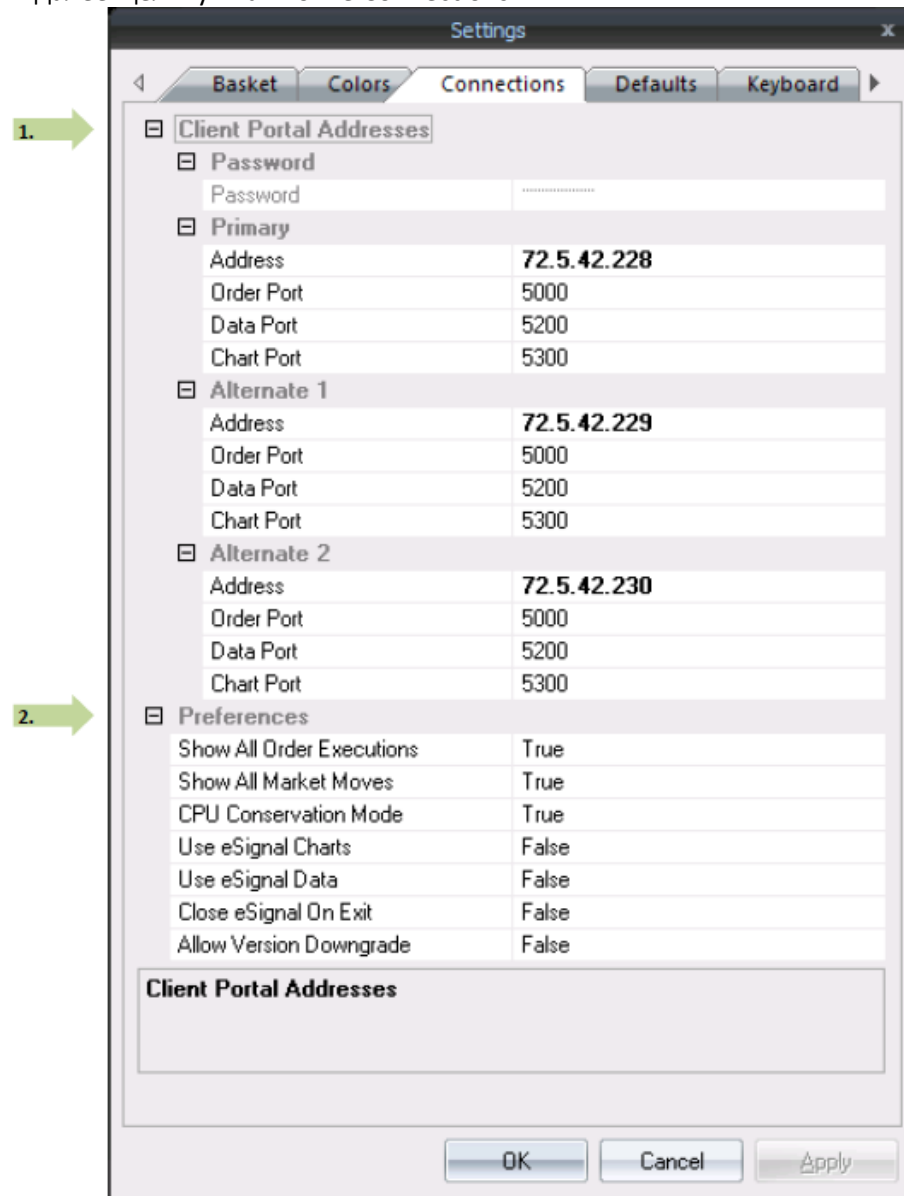 Settings x
Basket Colors Connections Defaults Keyboard
1.
Client Portal Addresses
Password
Password
Primary
Address 72.5.42.228
Order Port 5000
Data Port 5200
Chart Port 5300
Alternate 1
Address 72.5.42.229
Order Port 5000
Data Port 5200
Chart Port 5300
Alternate 2
Address 72.5.42.230
Order Port 5000
Data Port 5200
Chart Port 5300
2.
Preferences
Show All Order Executions True
Show All Market Moves True
CPU Conservation Mode True
Use eSignal Charts False
Use eSignal Data False
Close eSignal On Exit False
Allow Version Downgrade False
Client Portal Addresses
OK Cancel Apply